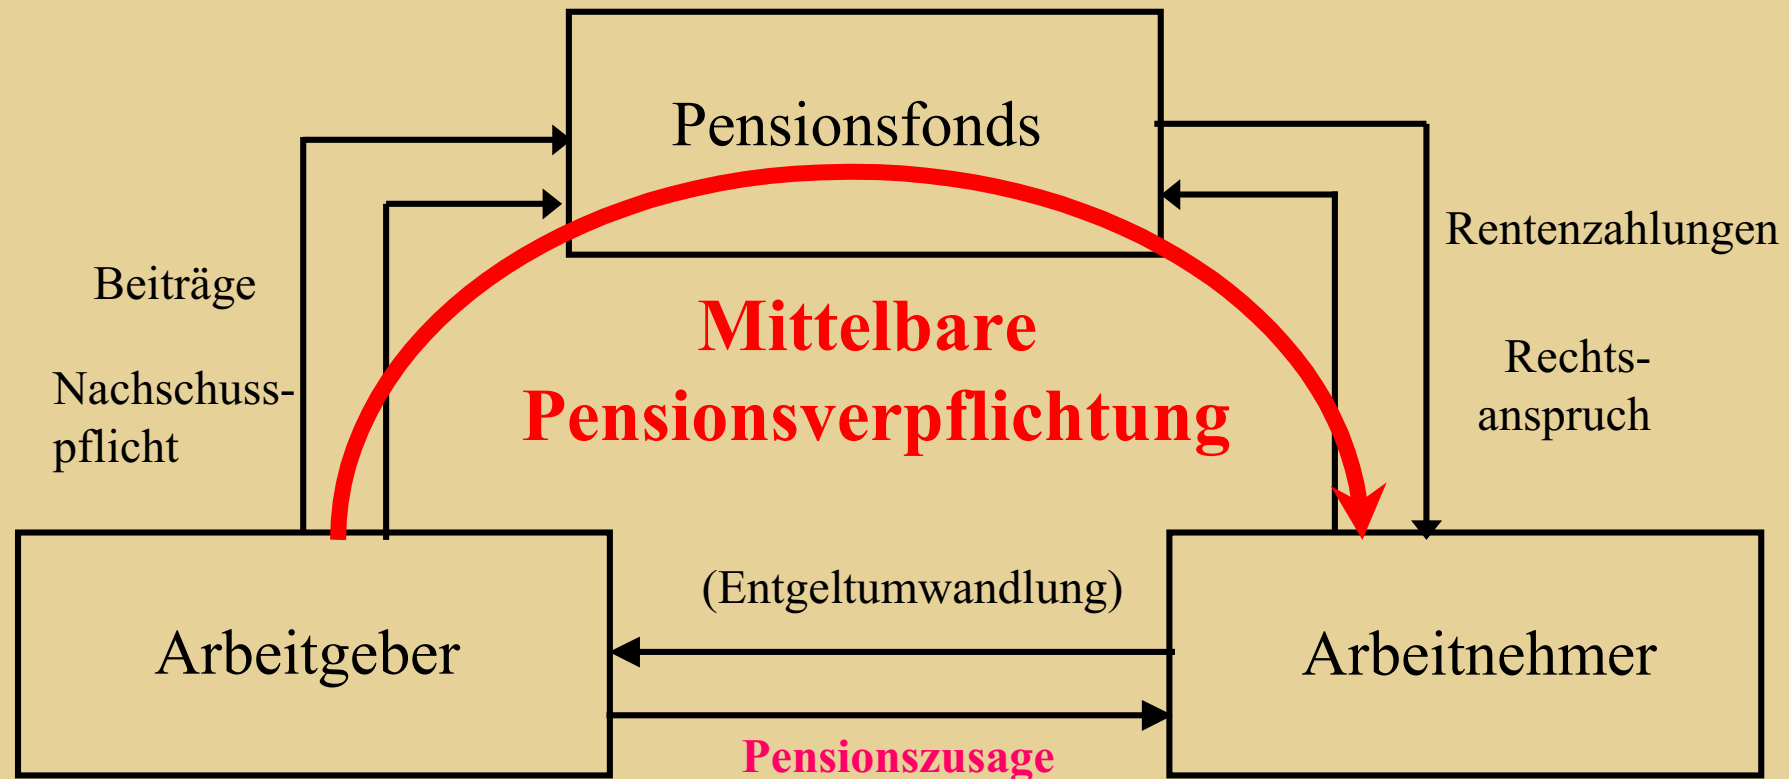 Pensionsfonds
Rentenzahlungen
Beiträge
Mittelbare
Pensionsverpflichtung
Rechts-
anspruch
Nachschuss-
pflicht
(Entgeltumwandlung)
Arbeitgeber
Arbeitnehmer
Pensionszusage